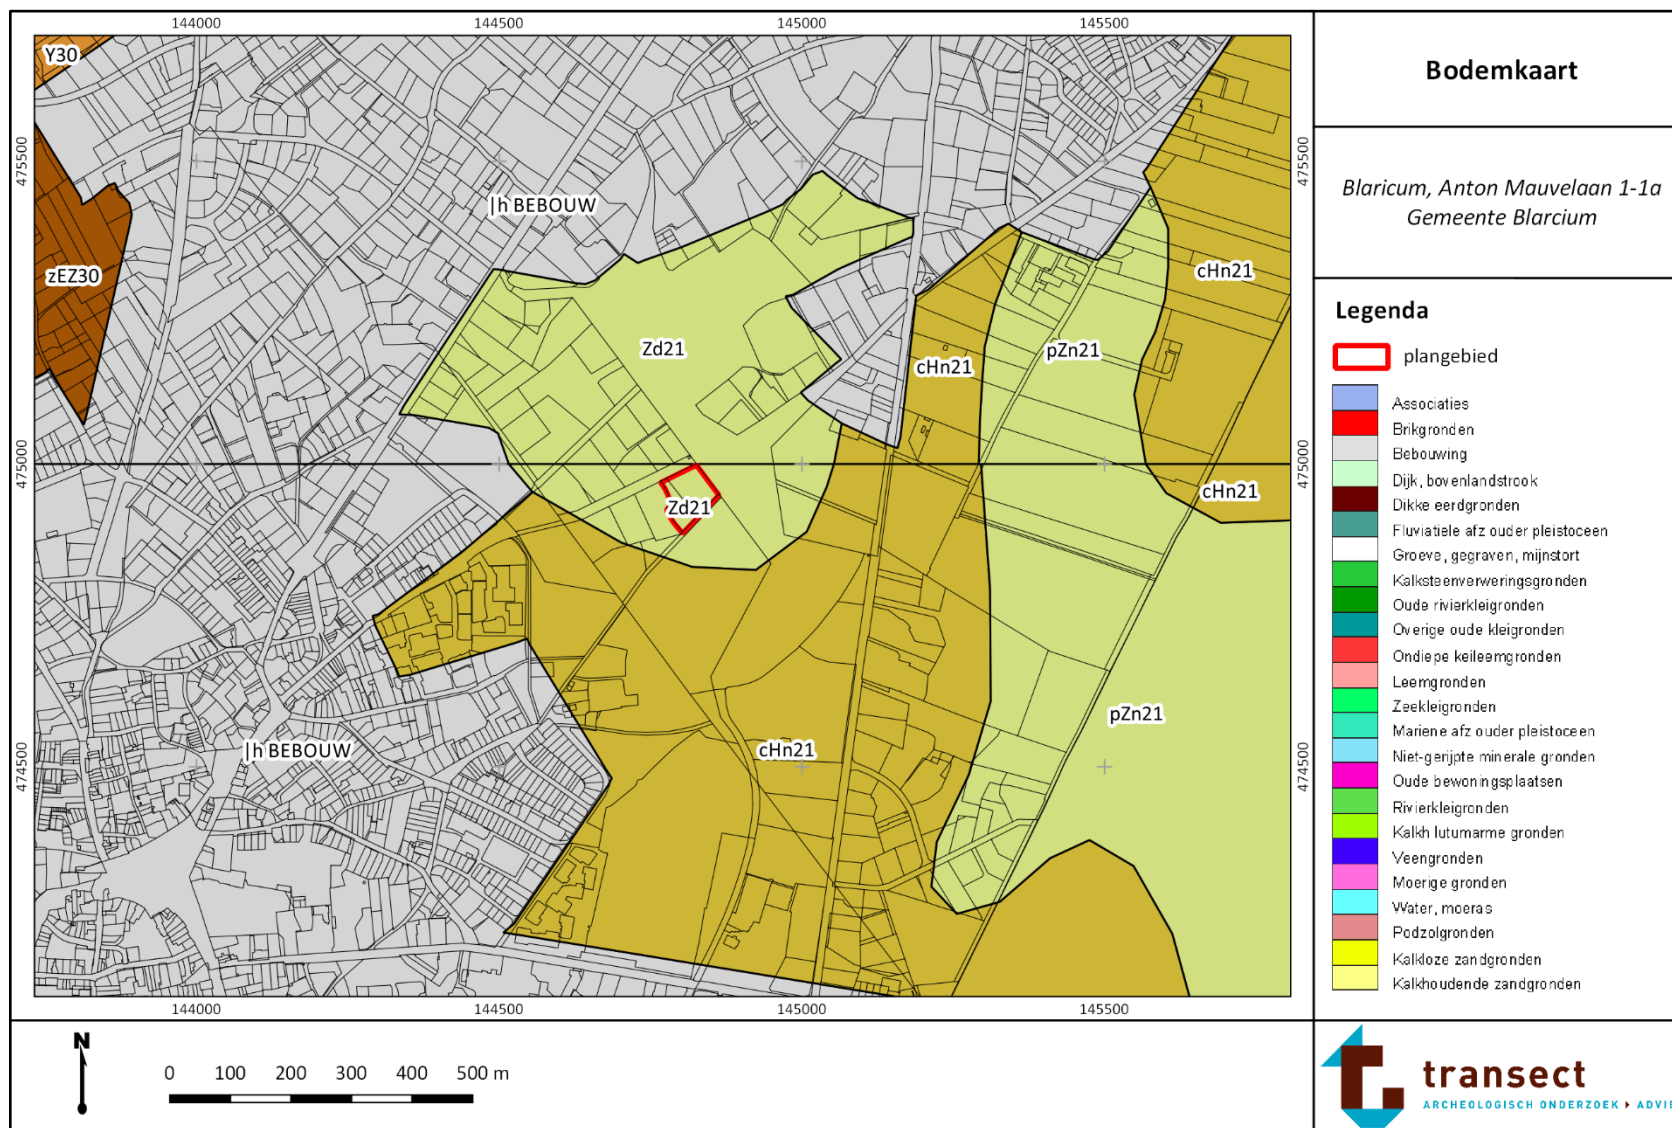 144000
144500
145000
145500
Y30
475500
475500
|h BEBOUW
zEZ30
cHn21
Zd21
pZn21
cHn21
475000
475000
cHn21
Zd21
pZn21
|h BEBOUW
cHn21
474500
474500
144000
144500
145000
145500
N
0 100 200 300 400 500 m
Bodemkaart
Blaricum, Anton Mauvelaan 1-1a
Gemeente Blarcium
Legenda
plangebied
Associaties
Brikgronden
Bebouwing
Dijk, bovenlandstrook
Dikke eerdgronden
Fluviatiele afz ouder pleistoceen
Groeve, gegraven, mijnstort
Kalksteenverweringsgronden
Oude rivierkleigronden
Overige oude kleigronden
Ondiepe keileemgronden
Leemgronden
Zeekleigronden
Mariene afz ouder pleistoceen
Niet-gerijpte minerale gronden
Oude bewoningsplaatsen
Rivierkleigronden
Kalkh lutumarme gronden
Veengronden
Moerige gronden
Water, moeras
Podzolgronden
Kalkloze zandgronden
Kalkhoudende zandgronden
transect
ARCHEOLOGISCH ONDERZOEK ▸ ADVIE